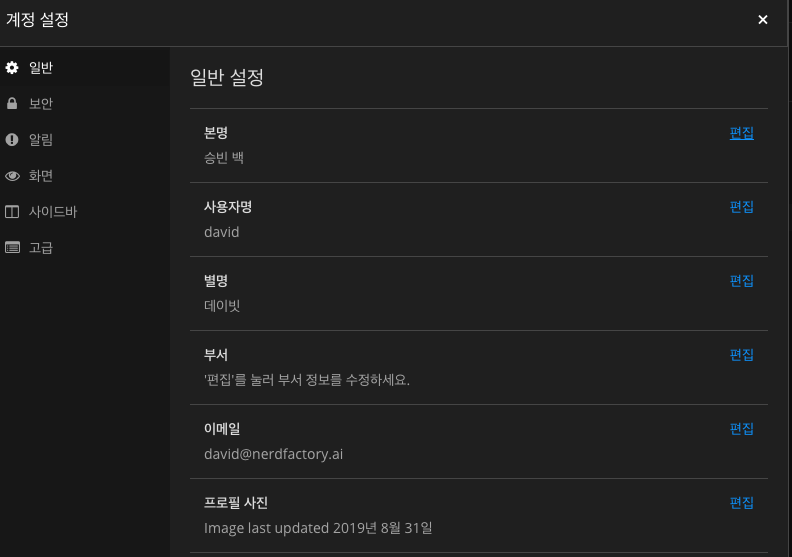 계정 설정
일반
보안
알림
화면
사이드바
고급
일반 설정
본명 편집
승빈 백
사용자명 편집
david
별명 편집
데이빗
부서 편집
'편집'를 눌러 부서 정보를 수정하세요.
이메일 편집
david@nerdfactory.ai
프로필 사진 편집
Image last updated 2019년 8월 31일